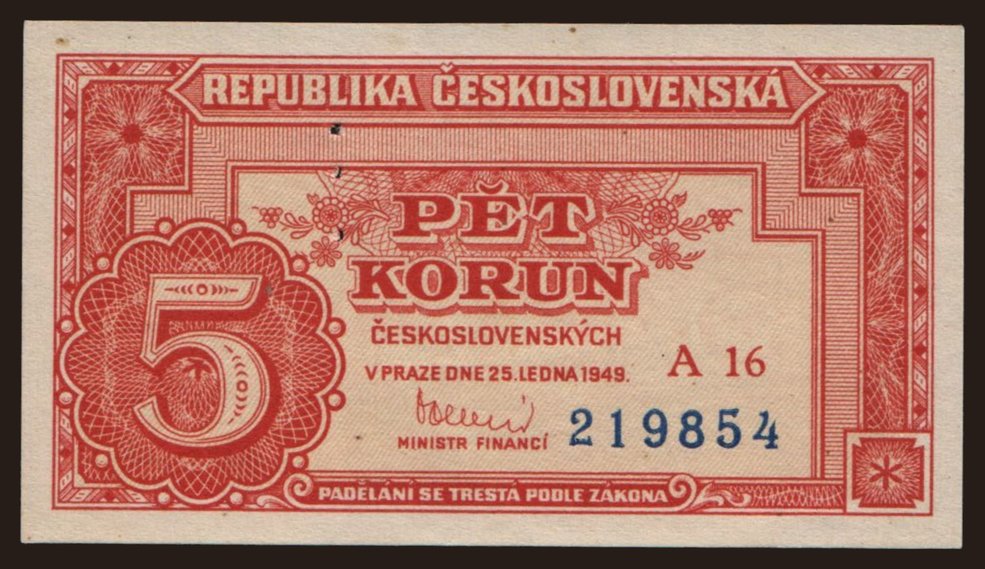 REPUBLIKA ČESKOSLOVENSKÁ
PĚT
KORUN
ČESKOSLOVENSKÝCH
V PRAZE DNE 25. LEDNA 1949.
A 16
MINISTR FINANCÍ
219854
5
PADĚLÁNÍ SE TRESTÁ PODLE ZÁKONA